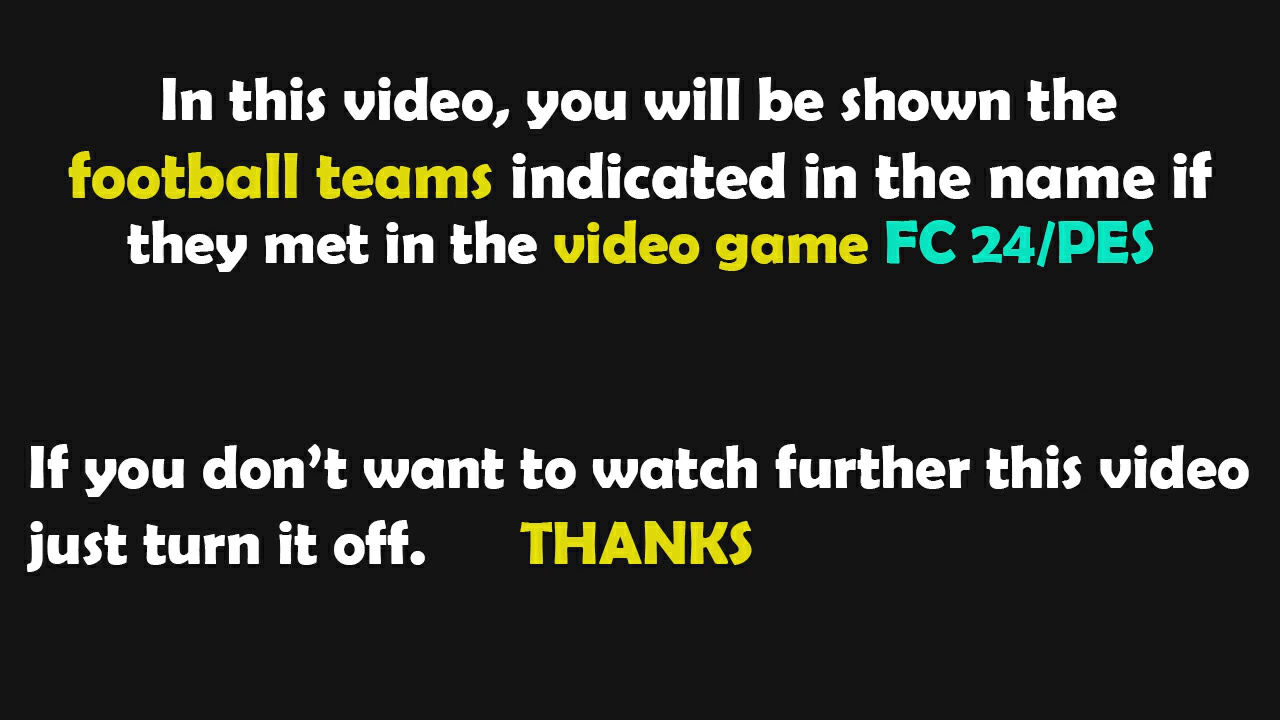 In this video, you will be shown the
football teams indicated in the name if
they met in the video game FC 24/PES
If you don’t want to watch further this video
just turn it off. THANKS